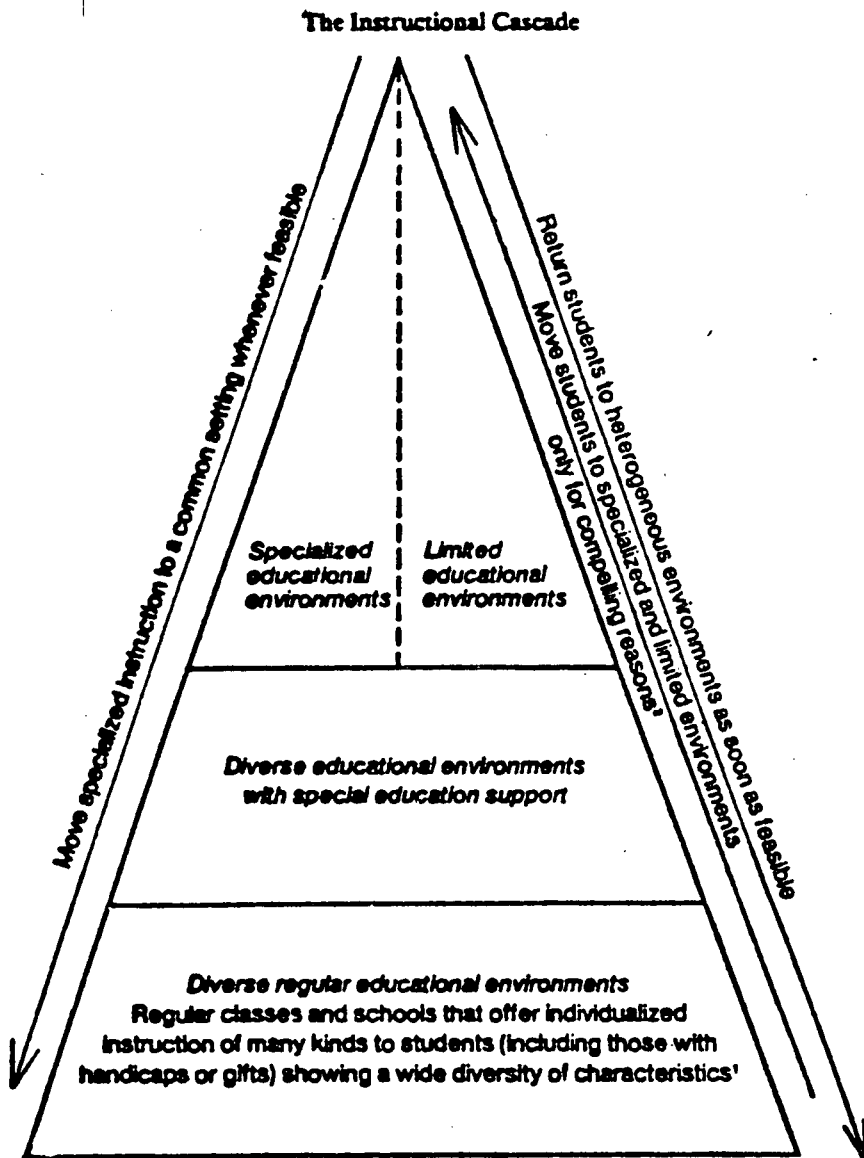 The Instructional Cascade
Move specialized instruction to a common setting whenever feasible
Return students to heterogeneous environments as soon as feasible
Move students to specialized and limited environments
only for compelling reasons²
Specialized
educational
environments
Limited
educational
environments
Diverse educational environments
with special education support
Diverse regular educational environments
Regular classes and schools that offer individualized
instruction of many kinds to students (including those with
handicaps or gifts) showing a wide diversity of characteristics¹